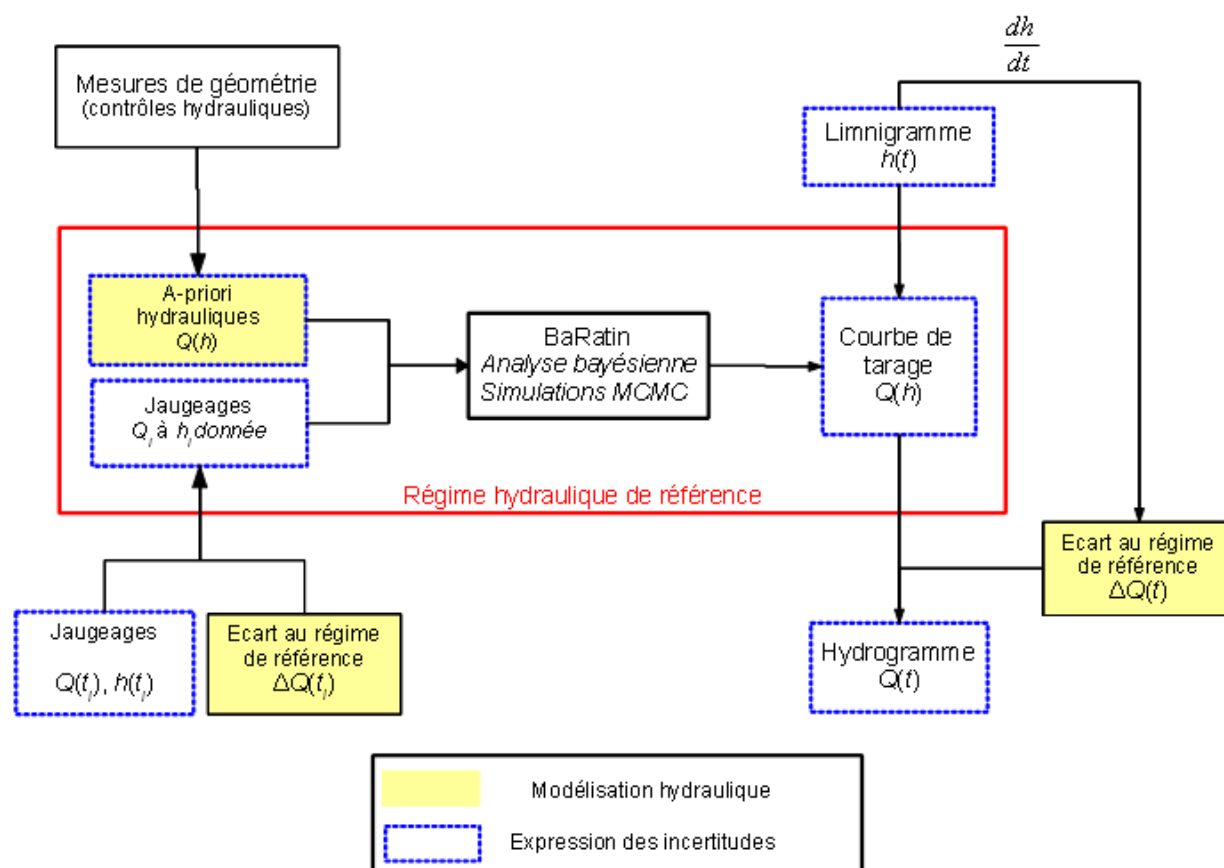 Mesures de géométrie
(contrôles hydrauliques)
dh
dt
Limnigramme
h(t)
A-priori
hydrauliques
Q(h)
Jaugeages
Qi à hi donnée
BaRatin
Analyse bayésienne
Simulations MCMC
Courbe de
tarage
Q(h)
Régime hydraulique de référence
Jaugeages
Q(ti), h(ti)
Ecart au régime
de référence
ΔQ(ti)
Ecart au régime
de référence
ΔQ(t)
Hydrogramme
Q(t)
Modélisation hydraulique
Expression des incertitudes